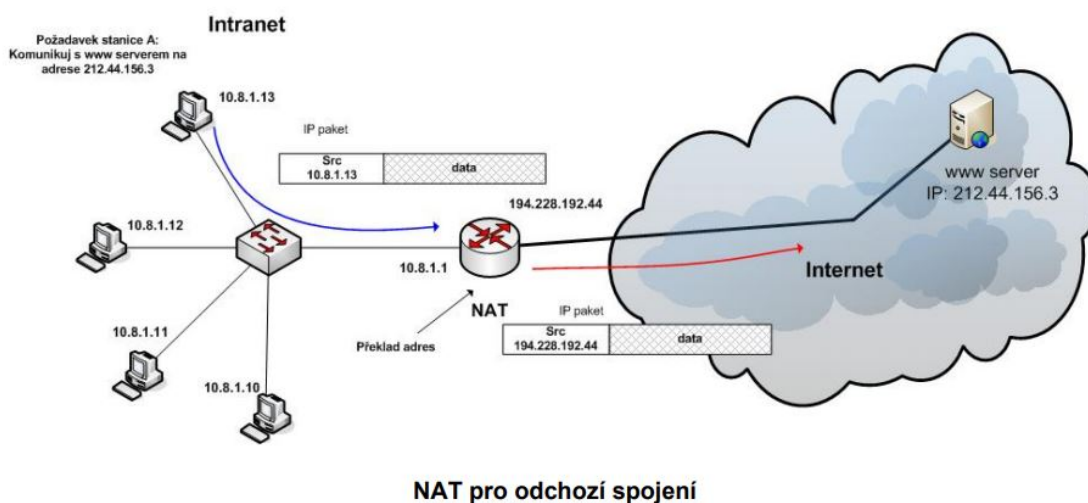 Intranet
Požadavek stanice A:
Komunikuj s www serverem na
adrese 212.44.156.3
10.8.1.13
IP paket
Src
10.8.1.13
data
www server
IP: 212.44.156.3
194.228.192.44
10.8.1.12
10.8.1.1
Internet
NAT
IP paket
Src
194.228.192.44
data
Překlad adres
10.8.1.11
10.8.1.10
NAT pro odchozí spojení